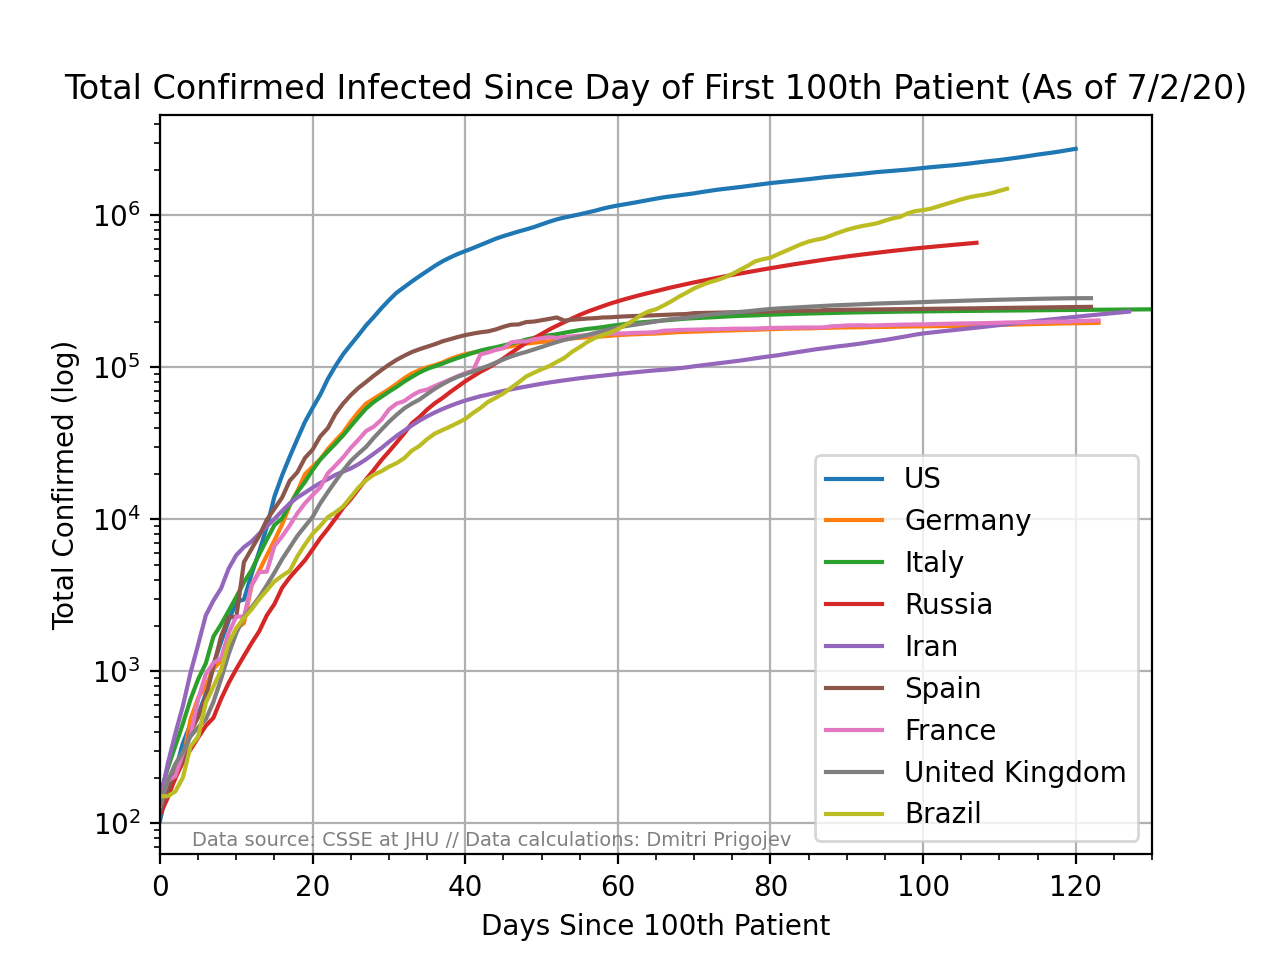 Total Confirmed Infected Since Day of First 100th Patient (As of 7/2/20)
Total Confirmed (log)
10^6
10^5
10^4
10^3
10^2
US
Germany
Italy
Russia
Iran
Spain
France
United Kingdom
Brazil
Data source: CSSE at JHU // Data calculations: Dmitri Prigojev
0 20 40 60 80 100 120
Days Since 100th Patient